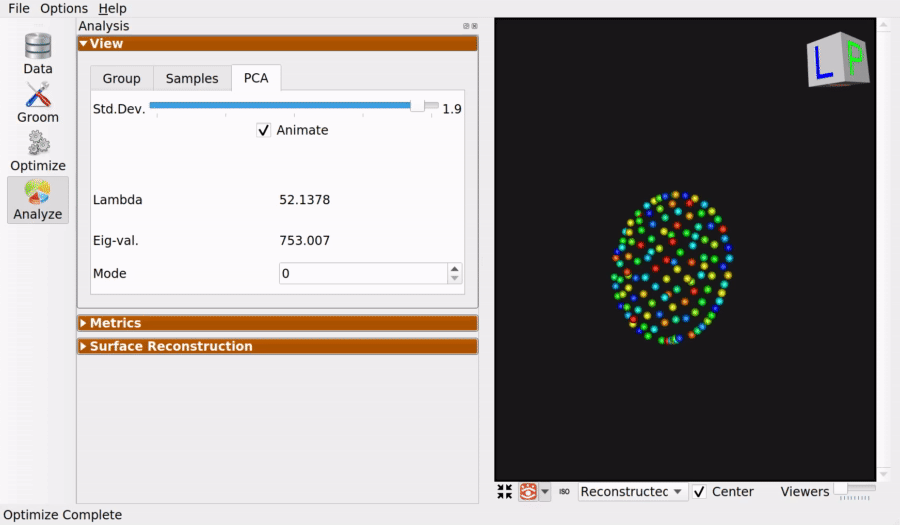 File Options Help
Analysis
View
Data
Group Samples PCA
Std.Dev. 1.9
Groom
Animate
Optimize
Lambda 52.1378
Analyze
Eig-val. 753.007
Mode 0
Metrics
Surface Reconstruction
L P
ISO Reconstructec Center Viewers
Optimize Complete